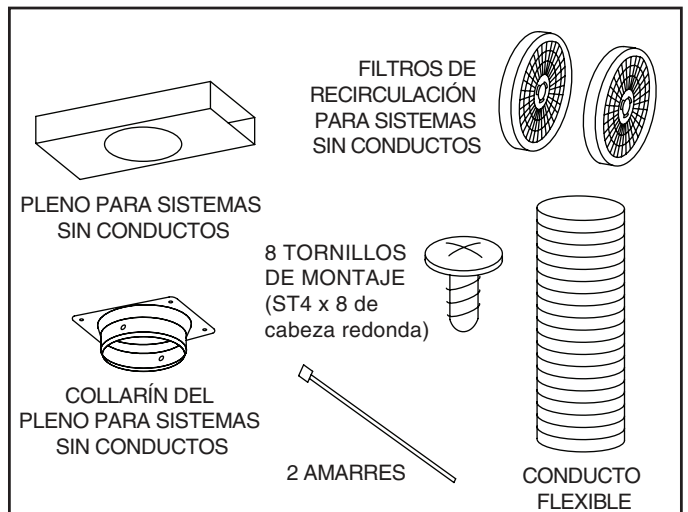 FILTROS DE
RECIRCULACIÓN
PARA SISTEMAS
SIN CONDUCTOS
PLENO PARA SISTEMAS
SIN CONDUCTOS
8 TORNILLOS
DE MONTAJE
(ST4 x 8 de
cabeza redonda)
COLLARÍN DEL
PLENO PARA SISTEMAS
SIN CONDUCTOS
2 AMARRES
CONDUCTO
FLEXIBLE